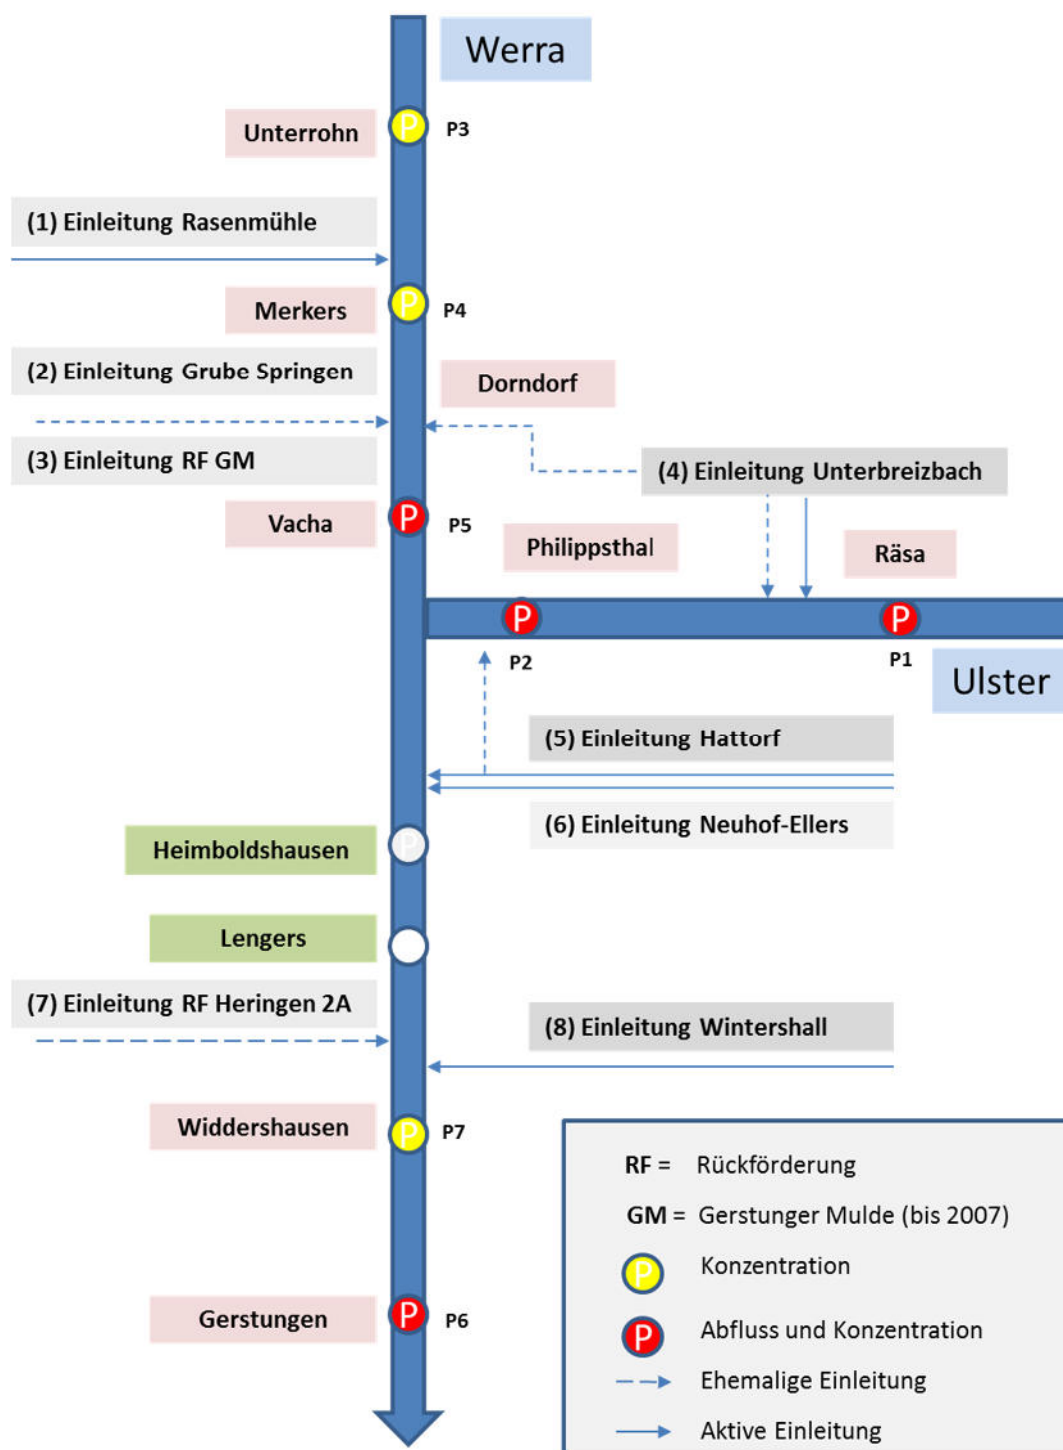 Werra
Unterrohn
P
P3
(1) Einleitung Rasenmühle
Merkers
P
P4
(2) Einleitung Grube Springen
Dorndorf
(3) Einleitung RF GM
(4) Einleitung Unterbreizbach
Vacha
P
P5
Philippsthal
Räsa
P
P
P2
P1
Ulster
(5) Einleitung Hattorf
(6) Einleitung Neuhof-Ellers
Heimboldshausen
P
Lengers
(7) Einleitung RF Heringen 2A
(8) Einleitung Wintershall
Widdershausen
P
P7
Gerstungen
P
P6
RF = Rückförderung
GM = Gerstunger Mulde (bis 2007)
P Konzentration
P Abfluss und Konzentration
Ehemalige Einleitung
Aktive Einleitung